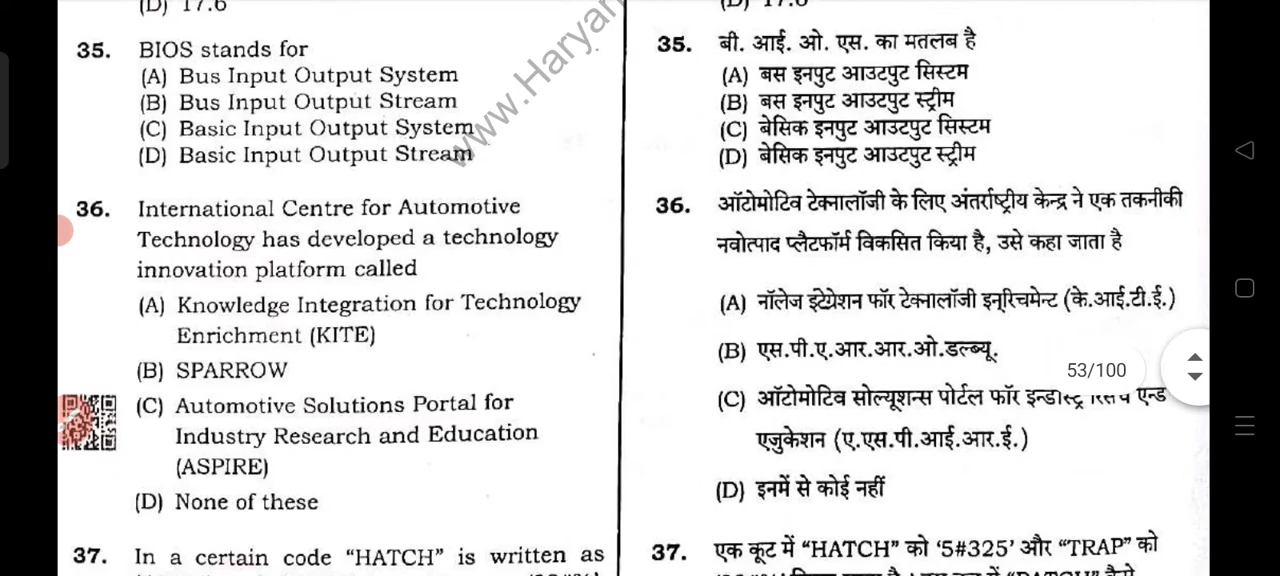 (D) 17.6
35. BIOS stands for
(A) Bus Input Output System
(B) Bus Input Output Stream
(C) Basic Input Output System
(D) Basic Input Output Stream
36. International Centre for Automotive
Technology has developed a technology
innovation platform called
(A) Knowledge Integration for Technology
Enrichment (KITE)
(B) SPARROW
(C) Automotive Solutions Portal for
Industry Research and Education
(ASPIRE)
(D) None of these
37. In a certain code “HATCH” is written as
www.Haryan
(D) 17.6
35. बी. आई. ओ. एस. का मतलब है
(A) बस इनपुट आउटपुट सिस्टम
(B) बस इनपुट आउटपुट स्ट्रीम
(C) बेसिक इनपुट आउटपुट सिस्टम
(D) बेसिक इनपुट आउटपुट स्ट्रीम
36. ऑटोमोटिव टेक्नालॉजी के लिए अंतर्राष्ट्रीय केन्द्र ने एक तकनीकी
नवोत्पाद प्लैटफॉर्म विकसित किया है, उसे कहा जाता है
(A) नॉलेज इंटेग्रेशन फॉर टेक्नालॉजी इन्‌रिचमेन्ट (के.आई.टी.ई.)
(B) एस.पी.ए.आर.आर.ओ.डब्ल्यू.
(C) ऑटोमोटिव सोल्यूशन्स पोर्टल फॉर एन्ड
एजुकेशन (ए.एस.पी.आई.आर.ई.)
(D) इनमें से कोई नहीं
37. एक कूट में “HATCH” को ‘5#325’ और “TRAP” को
53/100